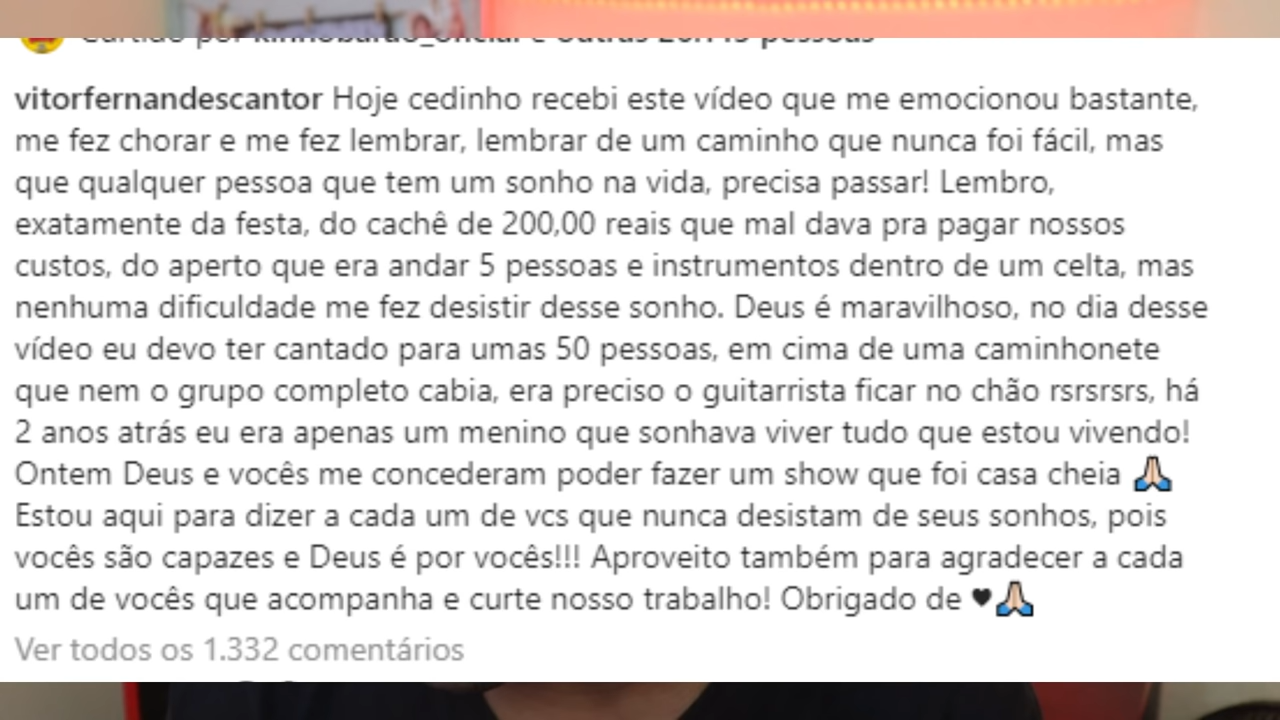 vitorfernandescantor Hoje cedinho recebi este vídeo que me emocionou bastante,
me fez chorar e me fez lembrar, lembrar de um caminho que nunca foi fácil, mas
que qualquer pessoa que tem um sonho na vida, precisa passar! Lembro,
exatamente da festa, do cachê de 200,00 reais que mal dava pra pagar nossos
custos, do aperto que era andar 5 pessoas e instrumentos dentro de um celta, mas
nenhuma dificuldade me fez desistir desse sonho. Deus é maravilhoso, no dia desse
vídeo eu devo ter cantado para umas 50 pessoas, em cima de uma caminhonete
que nem o grupo completo cabia, era preciso o guitarrista ficar no chão rsrsrsrs, há
2 anos atrás eu era apenas um menino que sonhava viver tudo que estou vivendo!
Ontem Deus e vocês me concederam poder fazer um show que foi casa cheia 🙏🏻
Estou aqui para dizer a cada um de vcs que nunca desistam de seus sonhos, pois
vocês são capazes e Deus é por vocês!!! Aproveito também para agradecer a cada
um de vocês que acompanha e curte nosso trabalho! Obrigado de ♥🙏🏻
Ver todos os 1.332 comentários